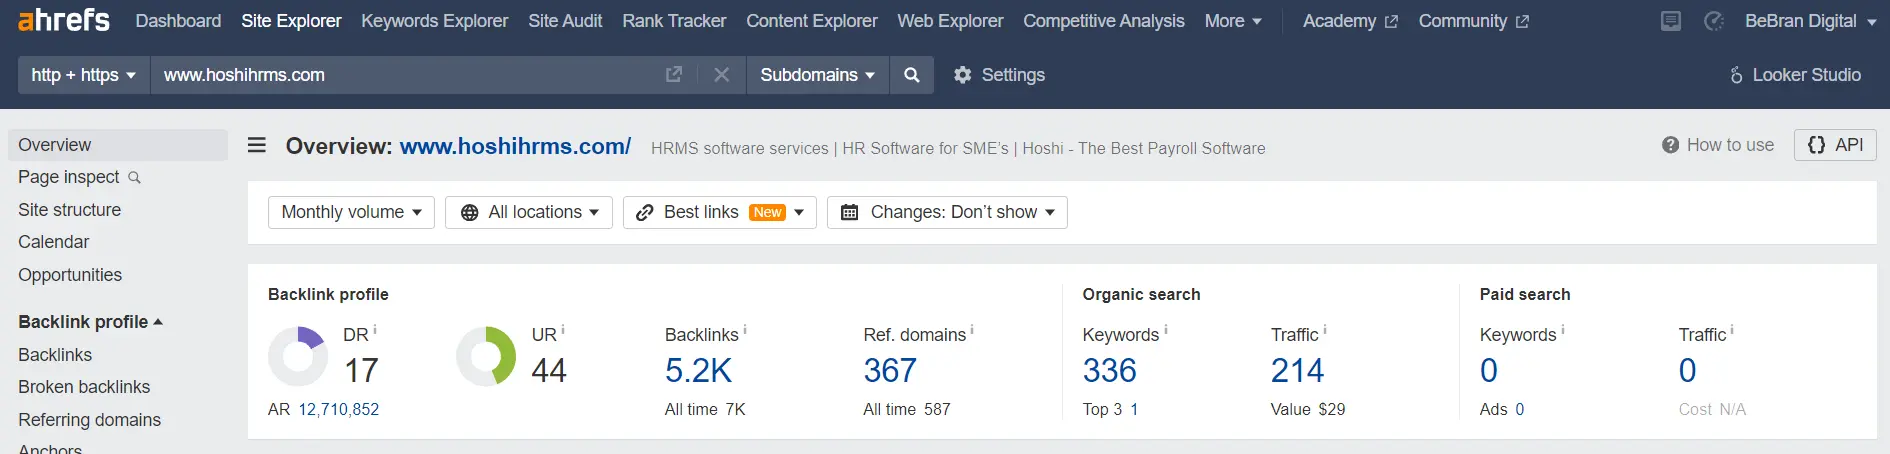 ahrefs Dashboard Site Explorer Keywords Explorer Site Audit Rank Tracker Content Explorer Web Explorer Competitive Analysis More Academy Community BeBran Digital
http + https www.hoshihrms.com Subdomains Settings Looker Studio
Overview
Page inspect
Site structure
Calendar
Opportunities
Backlink profile
Backlinks
Broken backlinks
Referring domains
Anchors
Overview: www.hoshihrms.com/ HRMS software services | HR Software for SME's | Hoshi - The Best Payroll Software How to use {} API
Monthly volume All locations Best links New Changes: Don't show
Backlink profile
DR i
17
AR 12,710,852
UR i
44
Backlinks i
5.2K
All time 7K
Ref. domains i
367
All time 587
Organic search
Keywords i
336
Top 3 1
Traffic i
214
Value $29
Paid search
Keywords i
0
Ads 0
Traffic i
0
Cost N/A